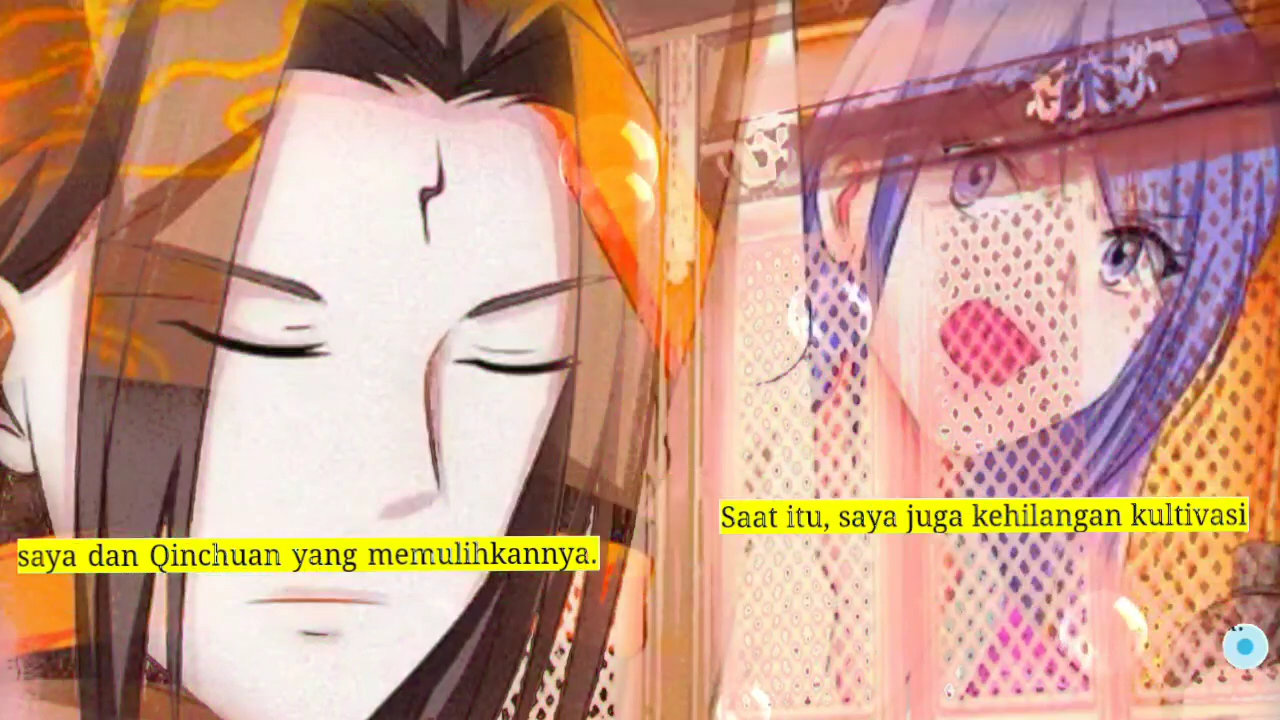 Saat itu, saya juga kehilangan kultivasi
saya dan Qinchuan yang memulihkannya.